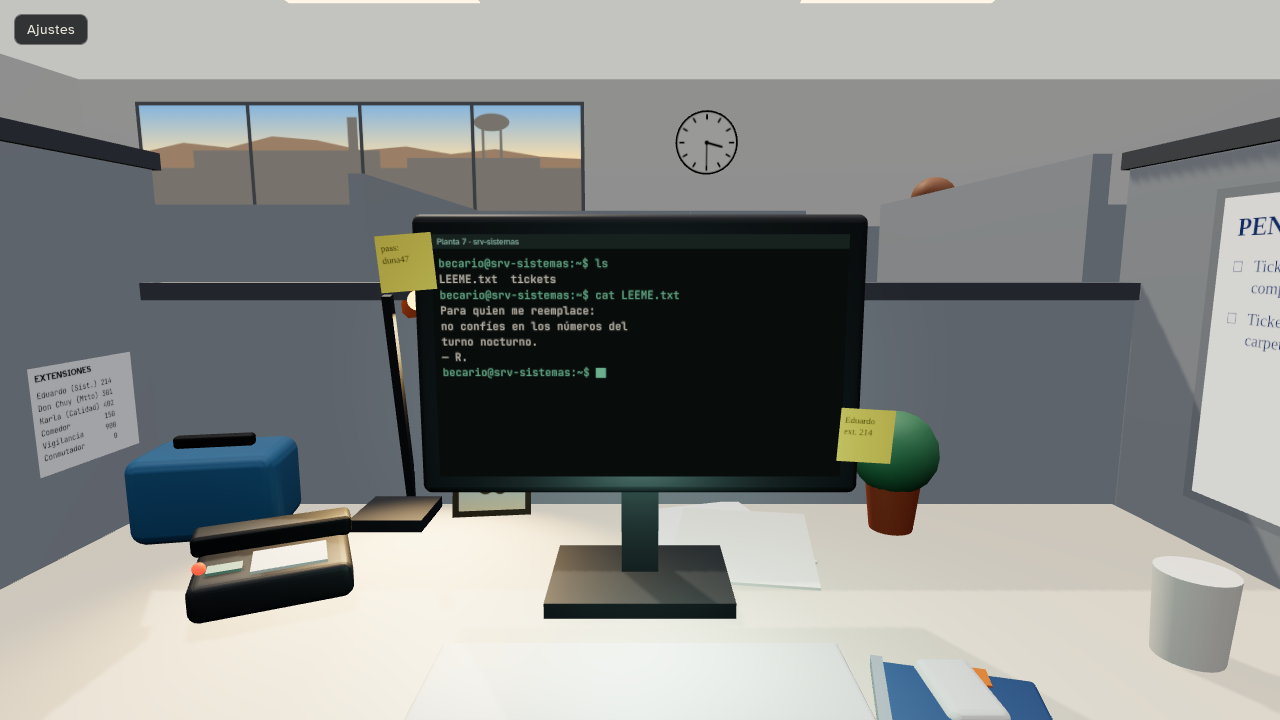 Ajustes
pass:
duna47
Planta 7 - srv-sistemas
becario@srv-sistemas:~$ ls
LEEME.txt  tickets
becario@srv-sistemas:~$ cat LEEME.txt
Para quien me reemplace:
no confíes en los números del
turno nocturno.
— R.
becario@srv-sistemas:~$
EXTENSIONES
Eduardo (Sist.) 214
Don Chuy (Mtto) 301
Karla (Calidad) 402
Comedor 150
Vigilancia 900
Conmutador 0
Eduardo
ext. 214
PEN
☐ Tick
comp
☐ Ticke
carpet